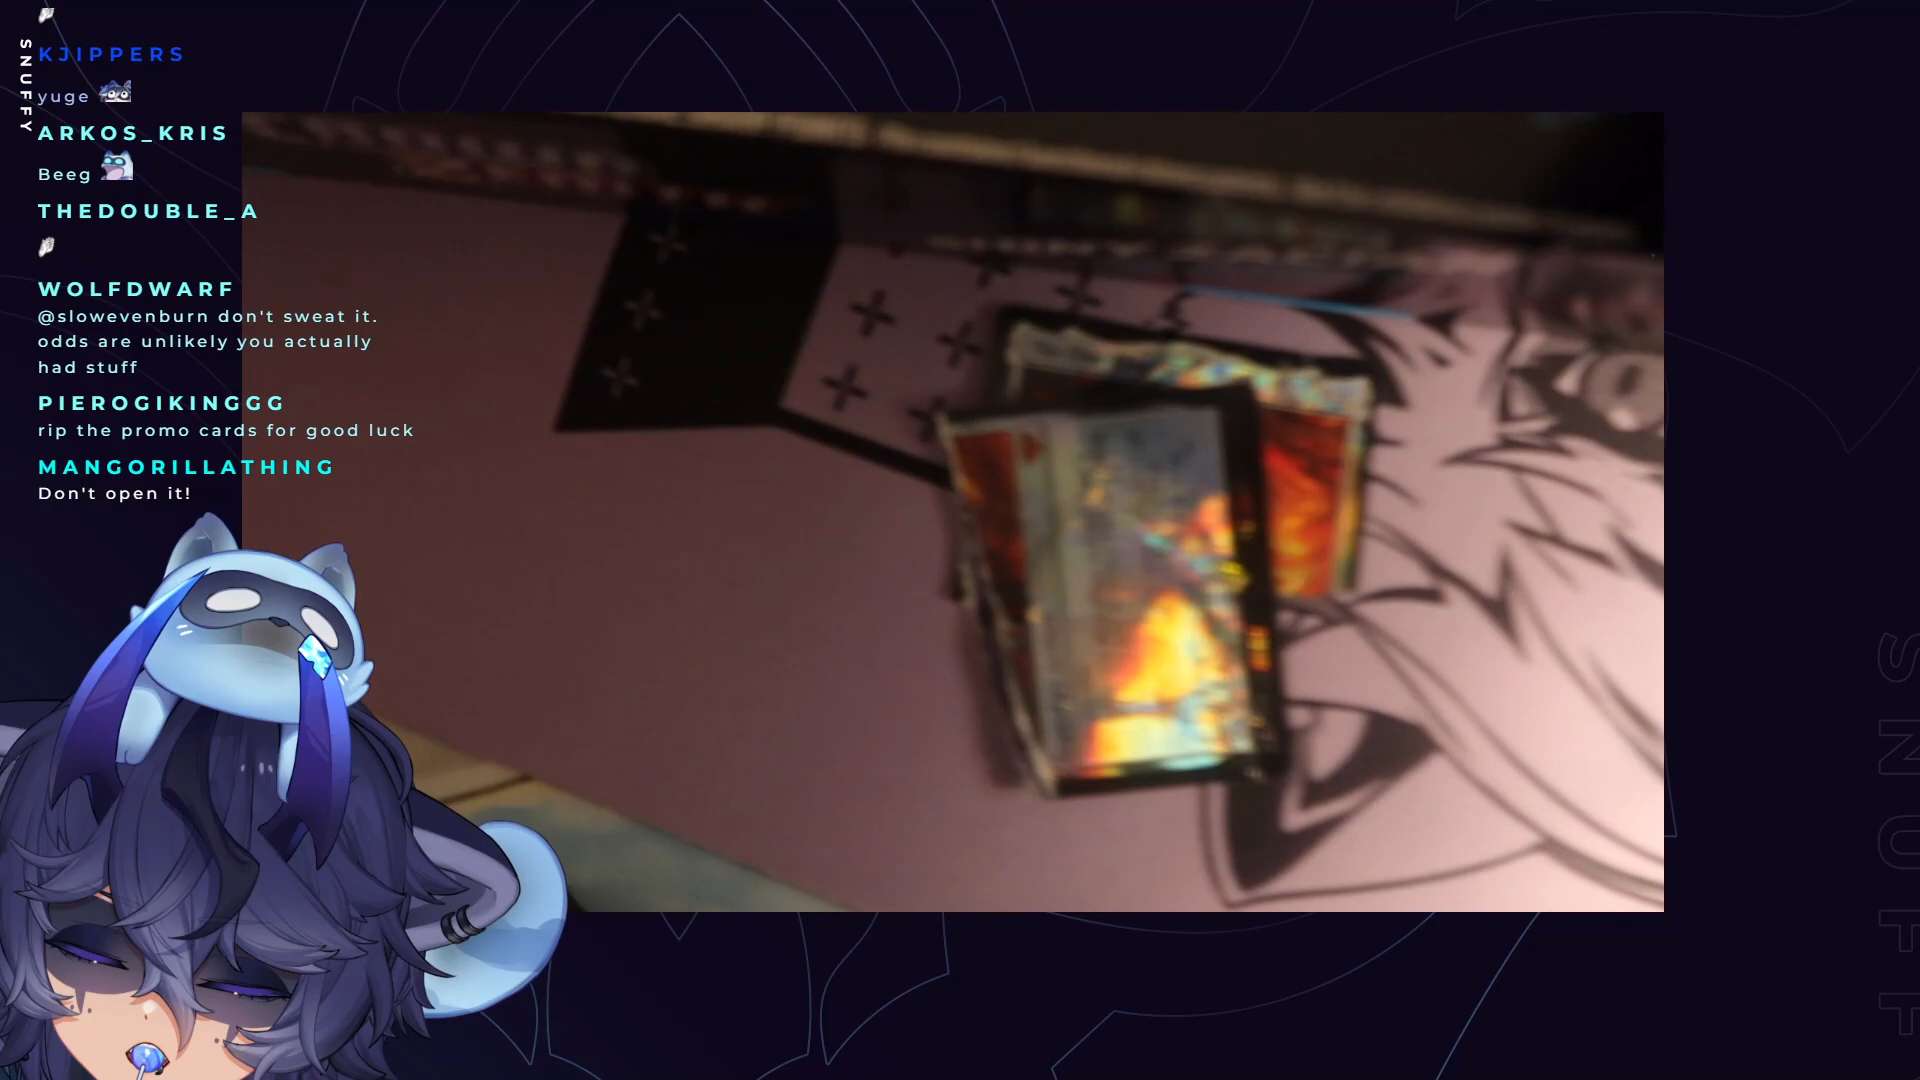 SNUFFY
KJIPPERS
yuge
ARKOS_KRIS
Beeg
THEDOUBLE_A
WOLFDWARF
@slowevenburn don't sweat it.
odds are unlikely you actually
had stuff
PIEROGIKINGGG
rip the promo cards for good luck
MANGORILLATHING
Don't open it!
SNUFF